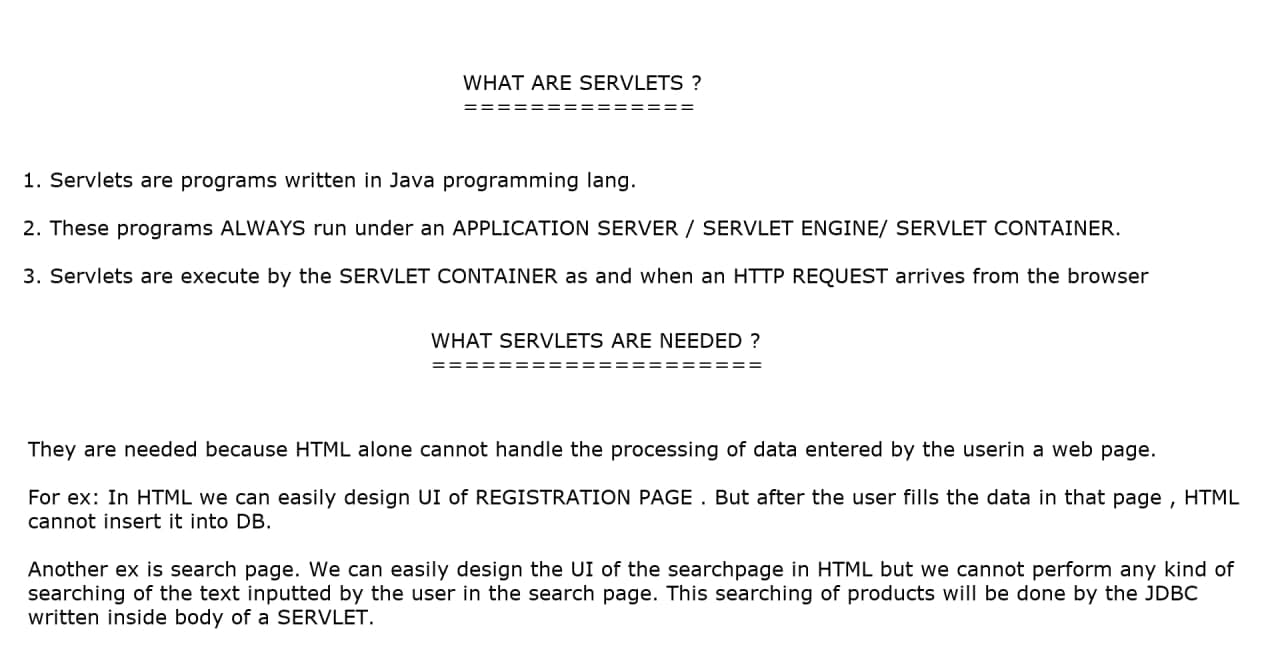 WHAT ARE SERVLETS ?
==============
1. Servlets are programs written in Java programming lang.
2. These programs ALWAYS run under an APPLICATION SERVER / SERVLET ENGINE/ SERVLET CONTAINER.
3. Servlets are execute by the SERVLET CONTAINER as and when an HTTP REQUEST arrives from the browser
WHAT SERVLETS ARE NEEDED ?
====================
They are needed because HTML alone cannot handle the processing of data entered by the userin a web page.
For ex: In HTML we can easily design UI of REGISTRATION PAGE . But after the user fills the data in that page , HTML
cannot insert it into DB.
Another ex is search page. We can easily design the UI of the searchpage in HTML but we cannot perform any kind of
searching of the text inputted by the user in the search page. This searching of products will be done by the JDBC
written inside body of a SERVLET.